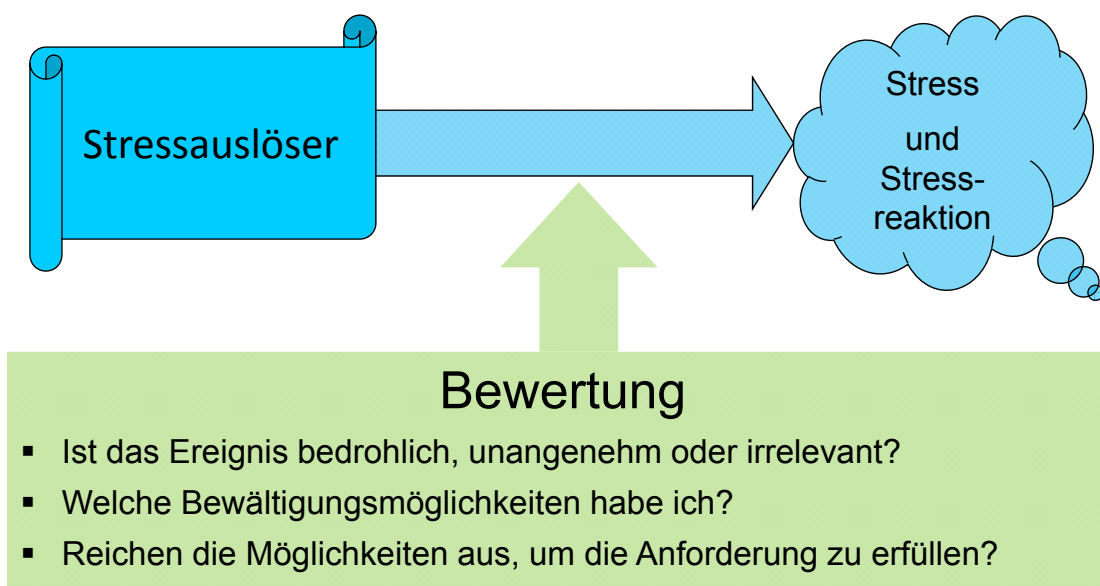 Stressauslöser
Stress
und
Stress-
reaktion
Bewertung
▪ Ist das Ereignis bedrohlich, unangenehm oder irrelevant?
▪ Welche Bewältigungsmöglichkeiten habe ich?
▪ Reichen die Möglichkeiten aus, um die Anforderung zu erfüllen?